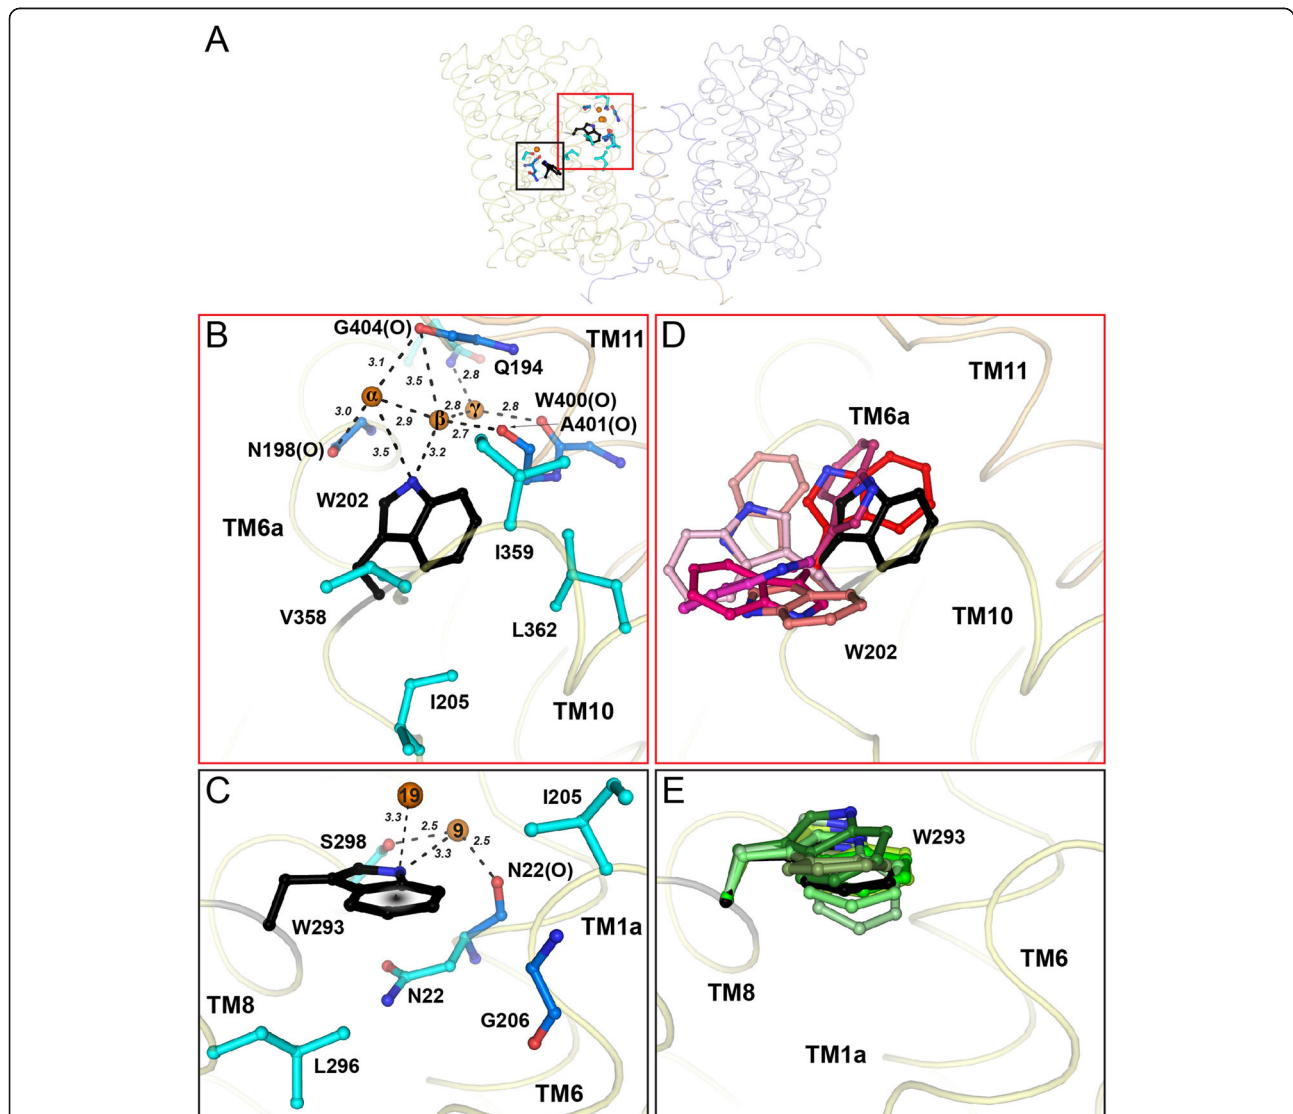 A
B
G404(O)
TM11
Q194
3.1
3.5
2.8
α
β
γ
3.0
2.9
2.8
2.8
2.7
W400(O)
A401(O)
N198(O)
3.5
3.2
W202
TM6a
I359
V358
L362
I205
TM10
D
TM11
TM6a
TM10
W202
C
19
I205
3.3
2.5
9
2.5
S298
3.3
N22(O)
W293
TM1a
N22
TM8
G206
L296
TM6
E
W293
TM6
TM8
TM1a